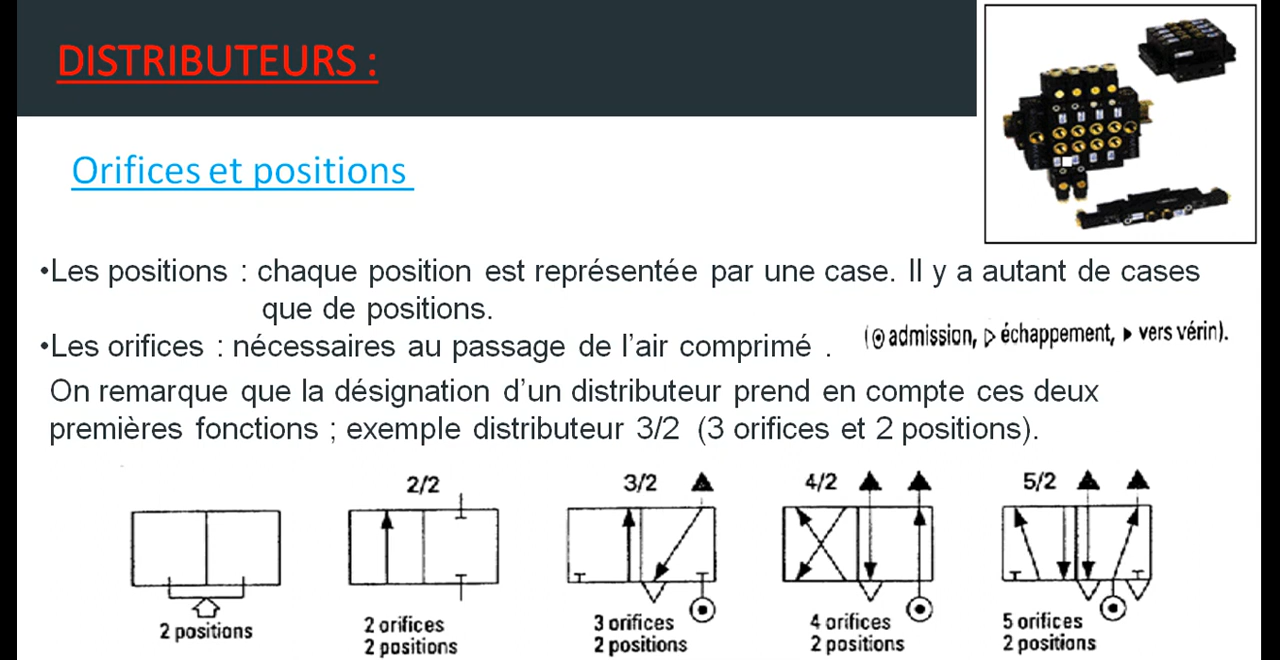 DISTRIBUTEURS :
Orifices et positions
•Les positions : chaque position est représentée par une case. Il y a autant de cases
que de positions.
•Les orifices : nécessaires au passage de l’air comprimé .
(⊙ admission, ▷ échappement, ▶ vers vérin).
On remarque que la désignation d’un distributeur prend en compte ces deux
premières fonctions ; exemple distributeur 3/2 (3 orifices et 2 positions).
2 positions
2/2
2 orifices
2 positions
3/2
3 orifices
2 positions
4/2
4 orifices
2 positions
5/2
5 orifices
2 positions